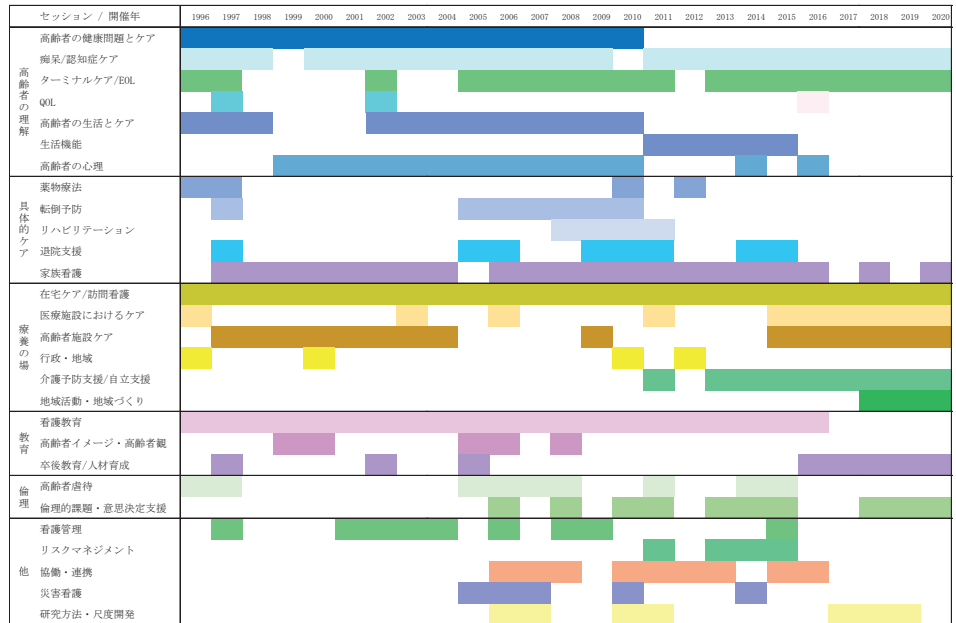 セッション / 開催年 1996 1997 1998 1999 2000 2001 2002 2003 2004 2005 2006 2007 2008 2009 2010 2011 2012 2013 2014 2015 2016 2017 2018 2019 2020
高齢者の理解
高齢者の健康問題とケア
痴呆/認知症ケア
ターミナルケア/EOL
QOL
高齢者の生活とケア
生活機能
高齢者の心理
具体的ケア
薬物療法
転倒予防
リハビリテーション
退院支援
家族看護
療養の場
在宅ケア/訪問看護
医療施設におけるケア
高齢者施設ケア
行政・地域
介護予防支援/自立支援
地域活動・地域づくり
教育
看護教育
高齢者イメージ・高齢者観
卒後教育/人材育成
倫理
高齢者虐待
倫理的課題・意思決定支援
他
看護管理
リスクマネジメント
協働・連携
災害看護
研究方法・尺度開発